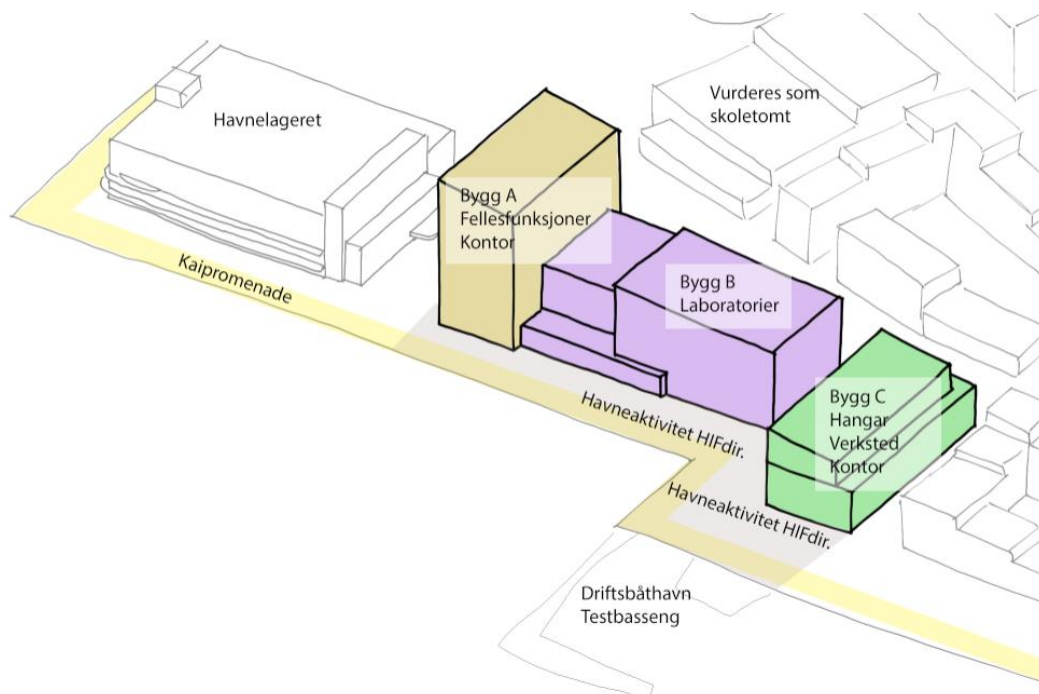 Havnelageret
Vurderes som
skoletomt
Bygg A
Fellesfunksjoner
Kontor
Kaipromenade
Bygg B
Laboratorier
Bygg C
Hangar
Verksted
Kontor
Havneaktivitet HIFdir.
Havneaktivitet HIFdir.
Driftsbåthavn
Testbasseng